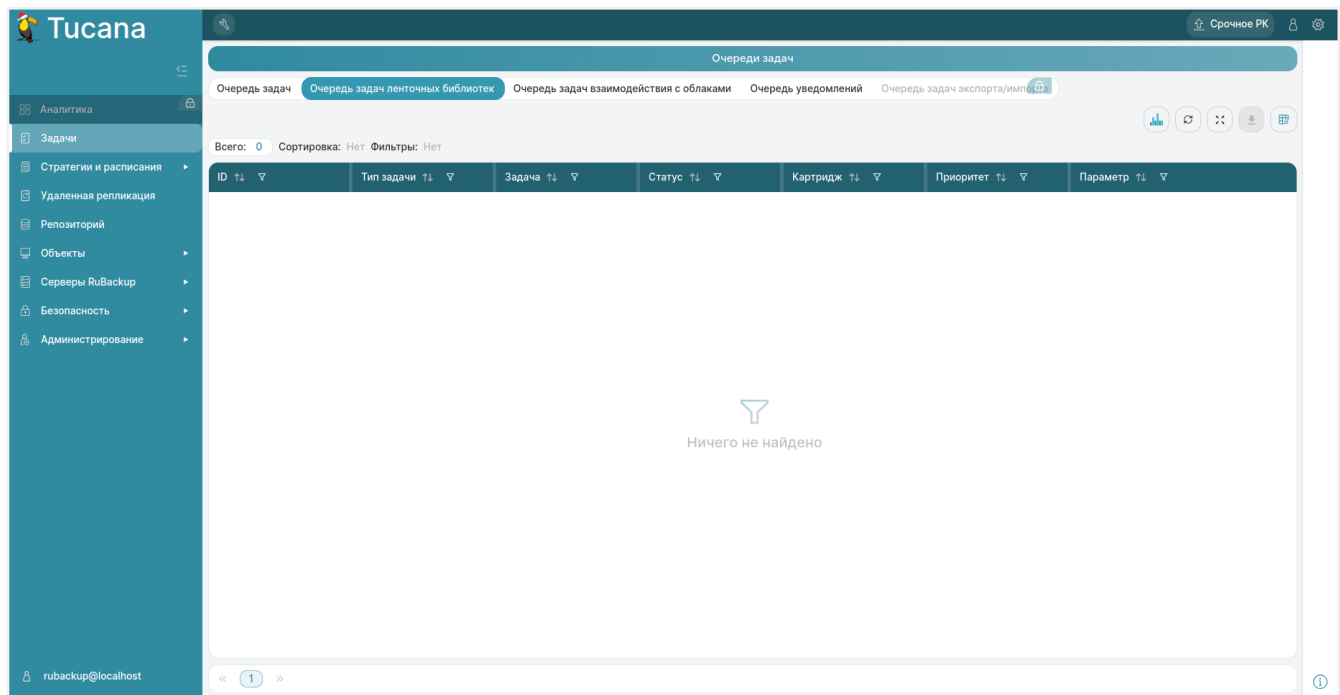 Tucana
Срочное РК
Очереди задач
Очередь задач Очередь задач ленточных библиотек Очередь задач взаимодействия с облаками Очередь уведомлений Очередь задач экспорта/импорта
Аналитика
Задачи
Стратегии и расписания
Удаленная репликация
Репозиторий
Объекты
Серверы RuBackup
Безопасность
Администрирование
Всего: 0 Сортировка: Нет Фильтры: Нет
ID Тип задачи Задача Статус Картридж Приоритет Параметр
Ничего не найдено
rubackup@localhost
« 1 »